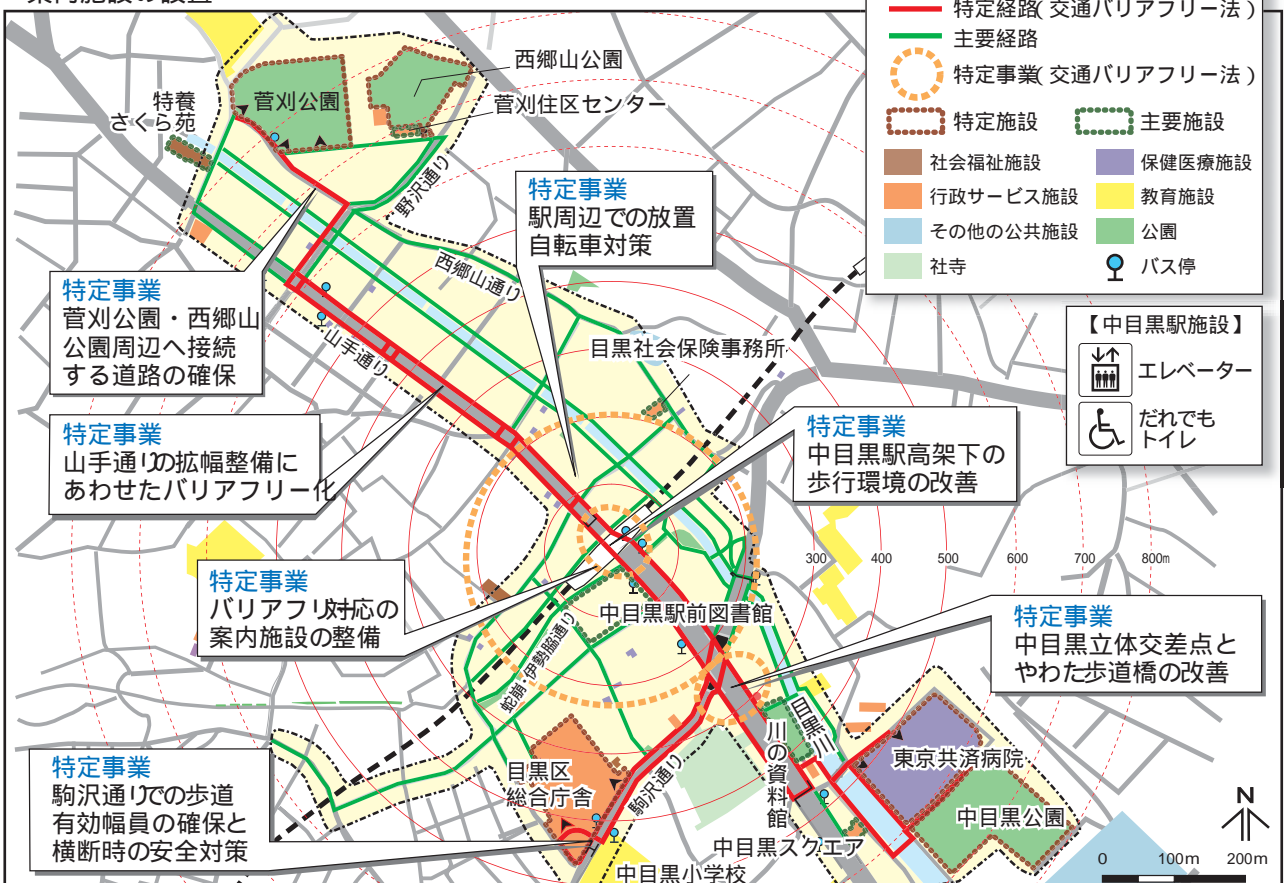 案内施設の設置
特定経路(交通バリアフリー法)
主要経路
特定事業(交通バリアフリー法)
特定施設
主要施設
社会福祉施設
保健医療施設
行政サービス施設
教育施設
その他の公共施設
公園
社寺
バス停
【中目黒駅施設】
エレベーター
だれでも
トイレ
西郷山公園
菅刈公園
菅刈住区センター
特養
さくら苑
野沢通り
西郷山通り
山手通り
特定事業
駅周辺での放置
自転車対策
特定事業
菅刈公園・西郷山
公園周辺へ接続
する道路の確保
目黒社会保険事務所
特定事業
山手通りの拡幅整備に
あわせたバリアフリー化
特定事業
中目黒駅高架下の
歩行環境の改善
300
400
500
600
700
800m
特定事業
バリアフリー対応の
案内施設の整備
中目黒駅前図書館
蛇崩・伊勢脇通り
特定事業
中目黒立体交差点と
やわた歩道橋の改善
目黒川
川の資料館
東京共済病院
中目黒公園
目黒区
総合庁舎
駒沢通り
特定事業
駒沢通りでの歩道
有効幅員の確保と
横断時の安全対策
中目黒スクエア
中目黒小学校
N
0
100m
200m